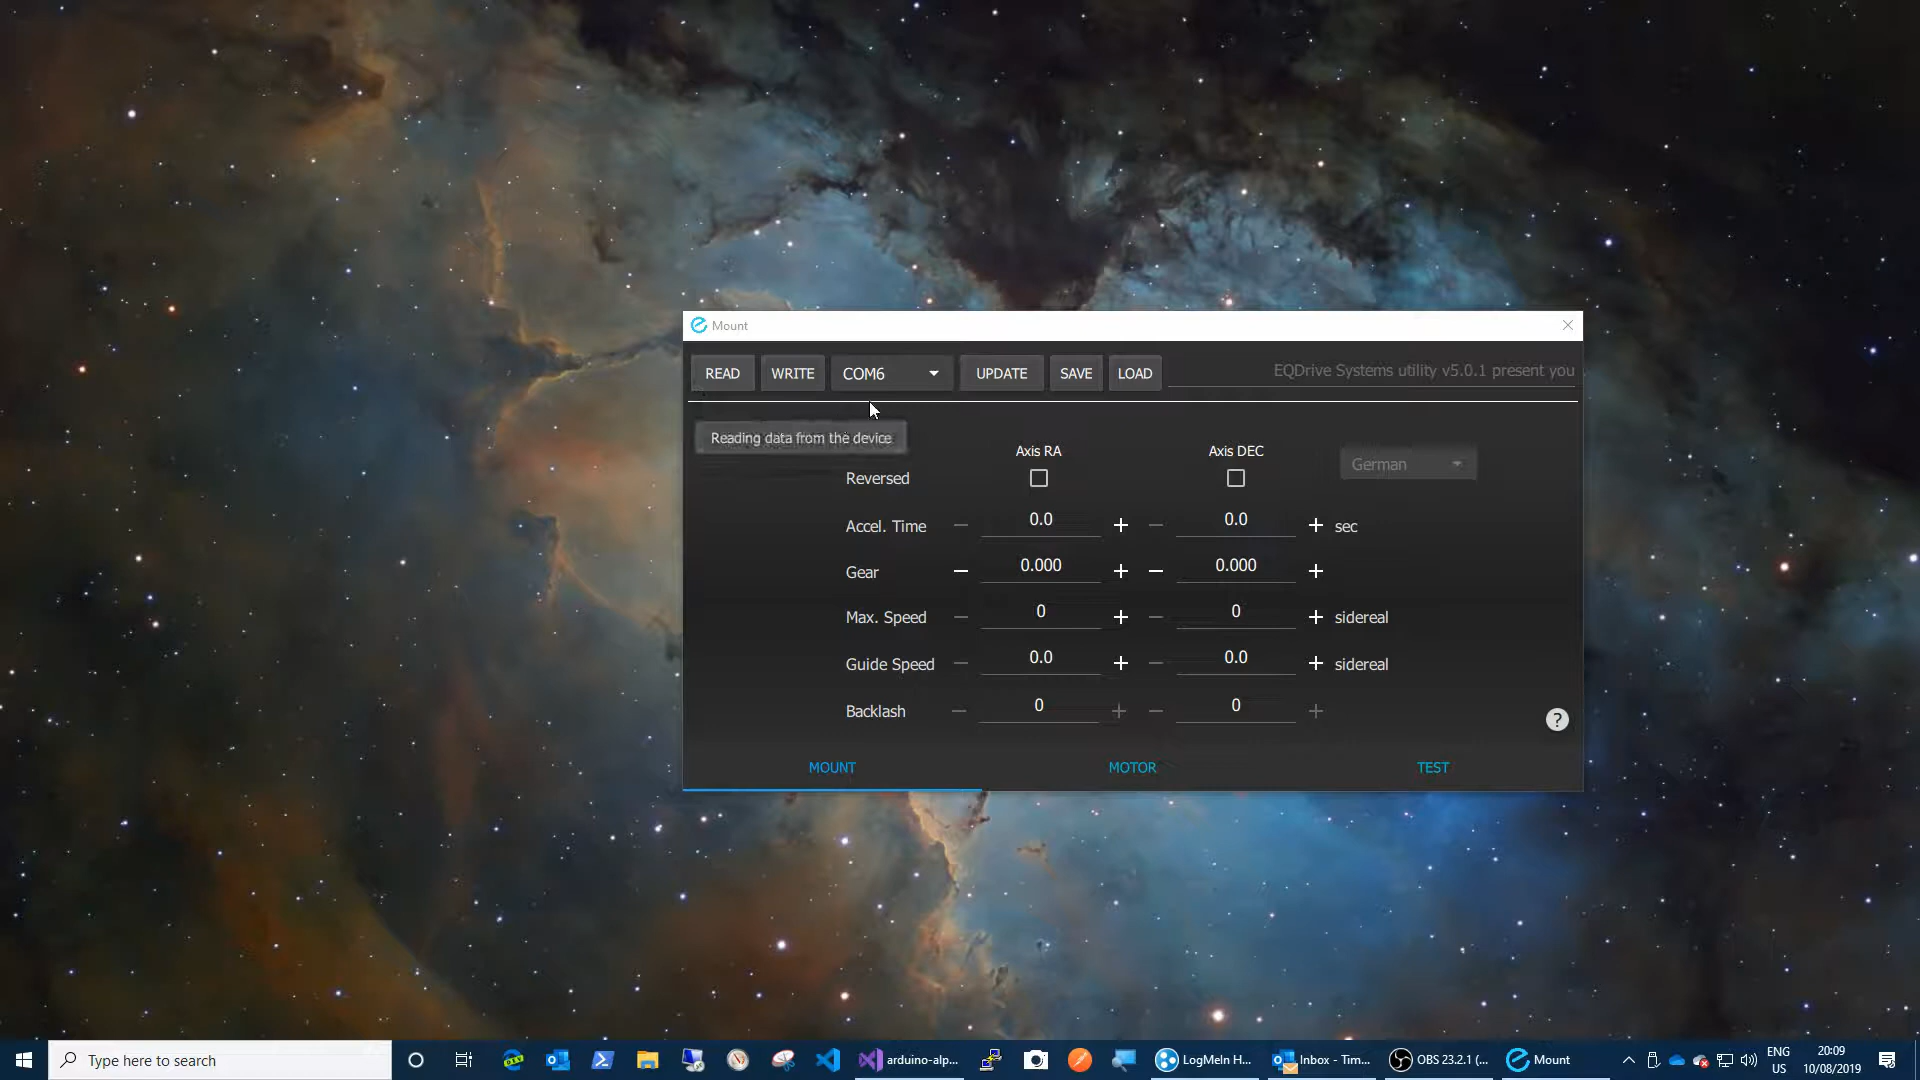 Mount
READ WRITE COM6 UPDATE SAVE LOAD EQDrive Systems utility v5.0.1 present you
Reading data from the device
Axis RA Axis DEC German
Reversed
Accel. Time − 0.0 + − 0.0 + sec
Gear − 0.000 + − 0.000 +
Max. Speed − 0 + − 0 + sidereal
Guide Speed − 0.0 + − 0.0 + sidereal
Backlash − 0 + − 0 +
?
MOUNT MOTOR TEST
Type here to search DEV arduino-alp... LogMeIn H... Inbox - Tim... OBS 23.2.1 (... Mount ENG US 20:09 10/08/2019